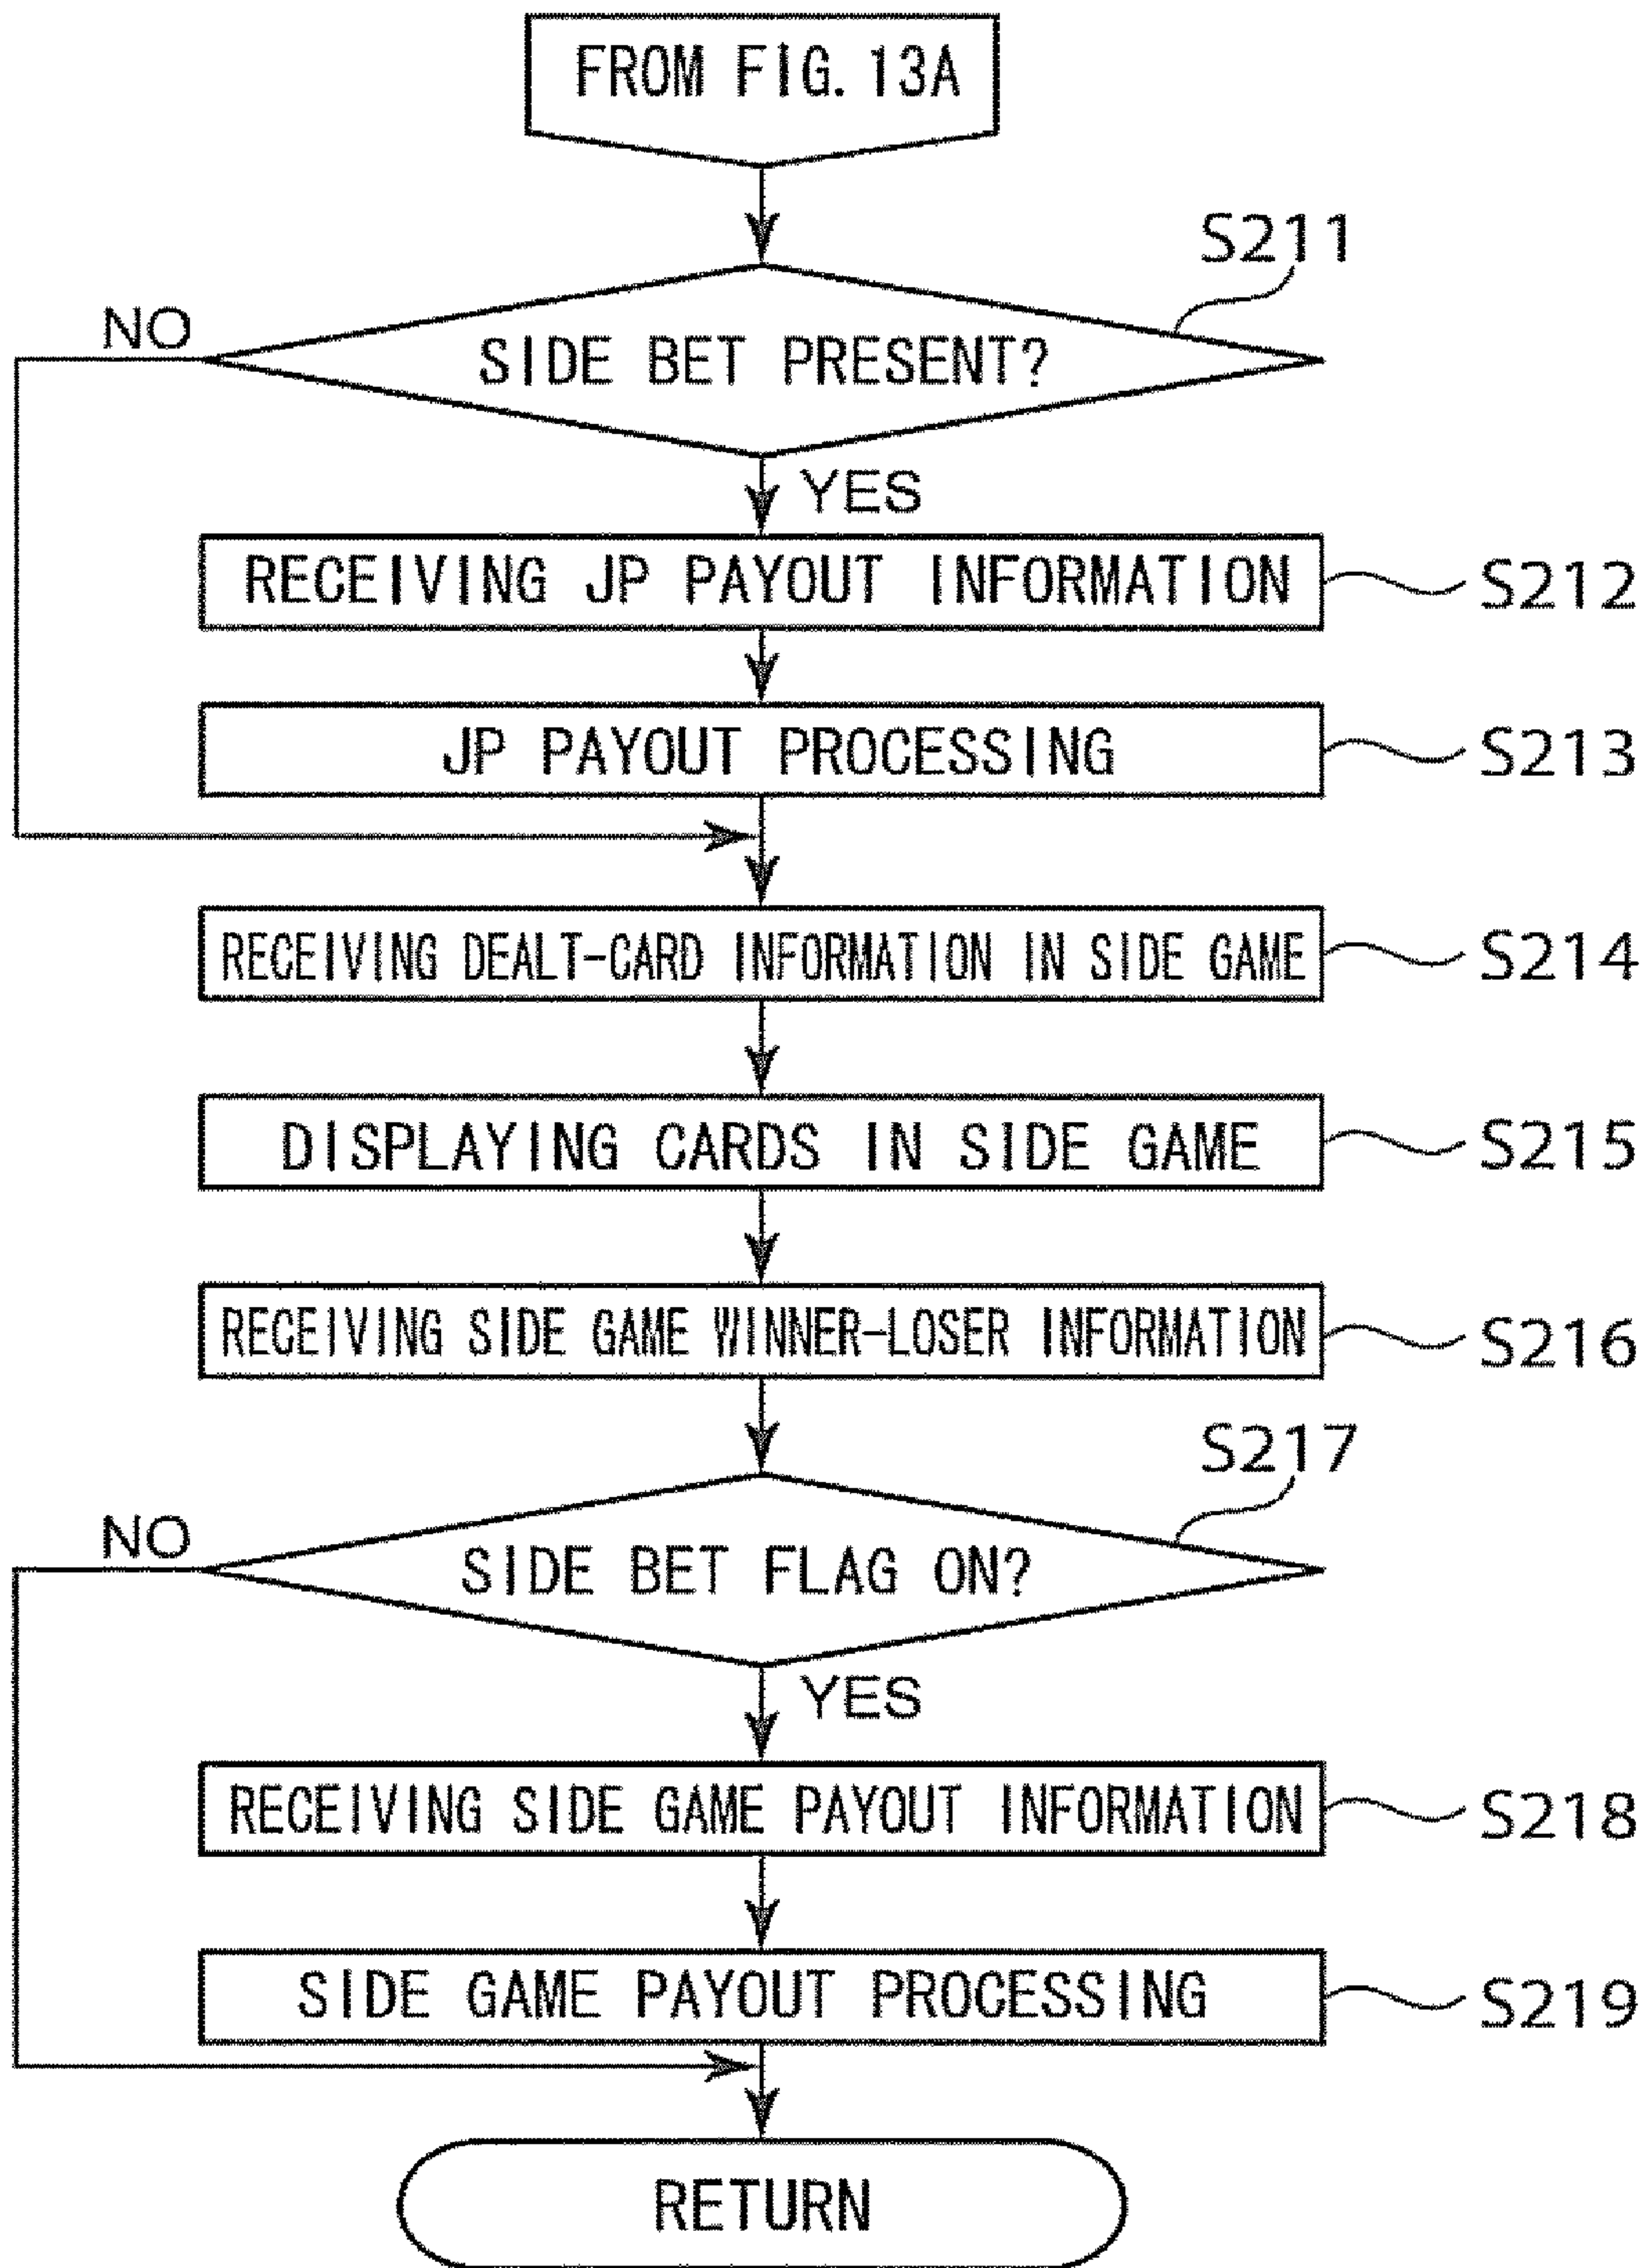 FROM FIG. 13A
S211
NO
SIDE BET PRESENT?
YES
RECEIVING JP PAYOUT INFORMATION
S212
JP PAYOUT PROCESSING
S213
RECEIVING DEALT-CARD INFORMATION IN SIDE GAME
S214
DISPLAYING CARDS IN SIDE GAME
S215
RECEIVING SIDE GAME WINNER-LOSER INFORMATION
S216
S217
NO
SIDE BET FLAG ON?
YES
RECEIVING SIDE GAME PAYOUT INFORMATION
S218
SIDE GAME PAYOUT PROCESSING
S219
RETURN